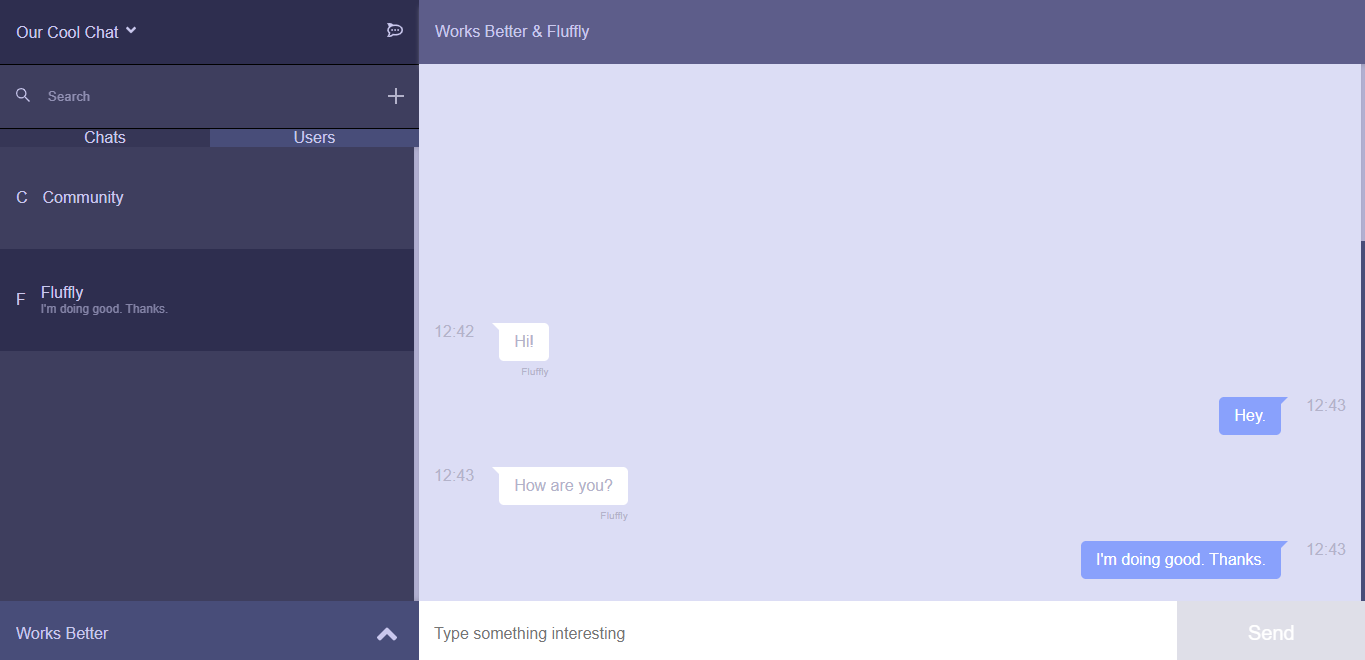 Our Cool Chat
Search
Chats
Users
C
Community
F
Fluffly
I'm doing good. Thanks.
Works Better
Works Better & Fluffly
12:42
Hi!
Fluffly
Hey.
12:43
12:43
How are you?
Fluffly
I'm doing good. Thanks.
12:43
Type something interesting
Send